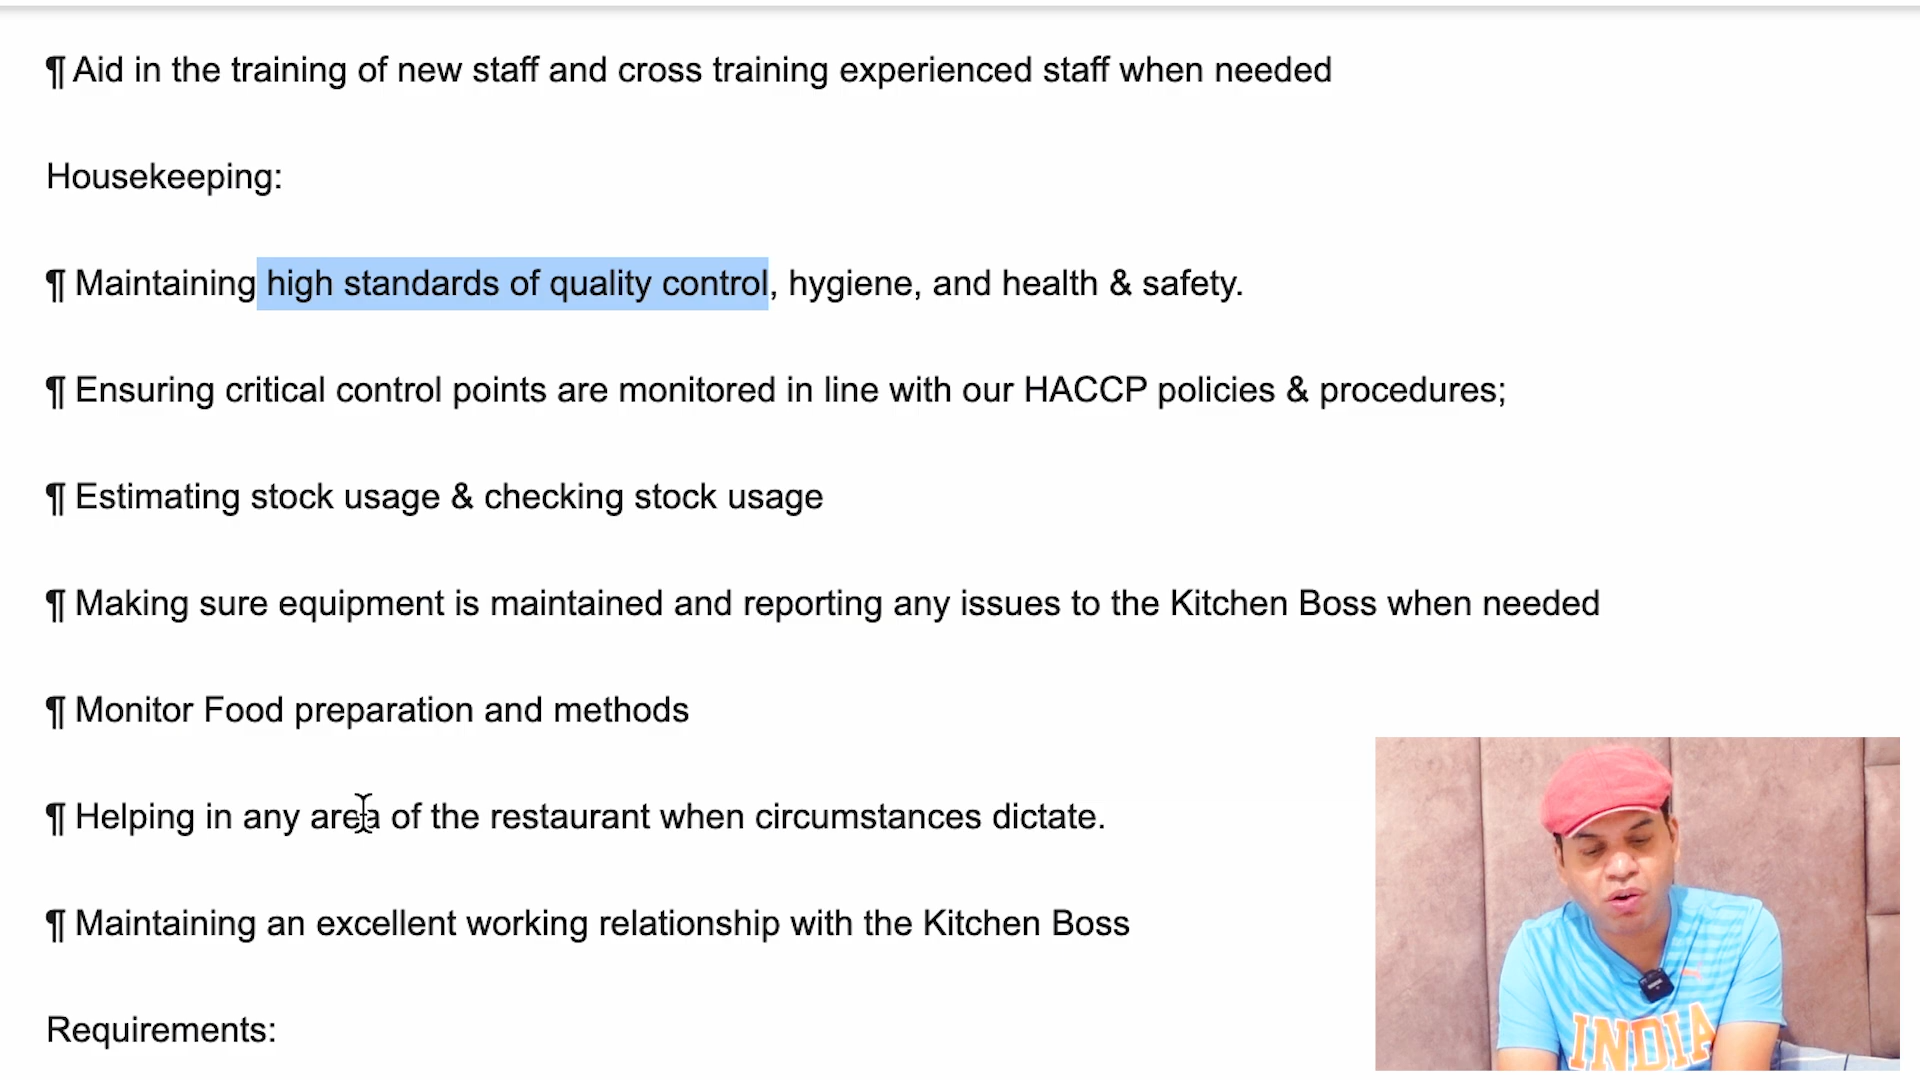 ¶ Aid in the training of new staff and cross training experienced staff when needed
Housekeeping:
¶ Maintaining high standards of quality control, hygiene, and health & safety.
¶ Ensuring critical control points are monitored in line with our HACCP policies & procedures;
¶ Estimating stock usage & checking stock usage
¶ Making sure equipment is maintained and reporting any issues to the Kitchen Boss when needed
¶ Monitor Food preparation and methods
¶ Helping in any area of the restaurant when circumstances dictate.
¶ Maintaining an excellent working relationship with the Kitchen Boss
Requirements:
INDIA